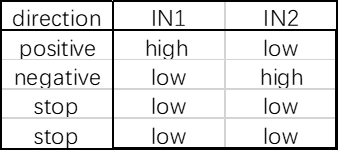 direction IN1 IN2
positive high low
negative low high
stop low low
stop low low